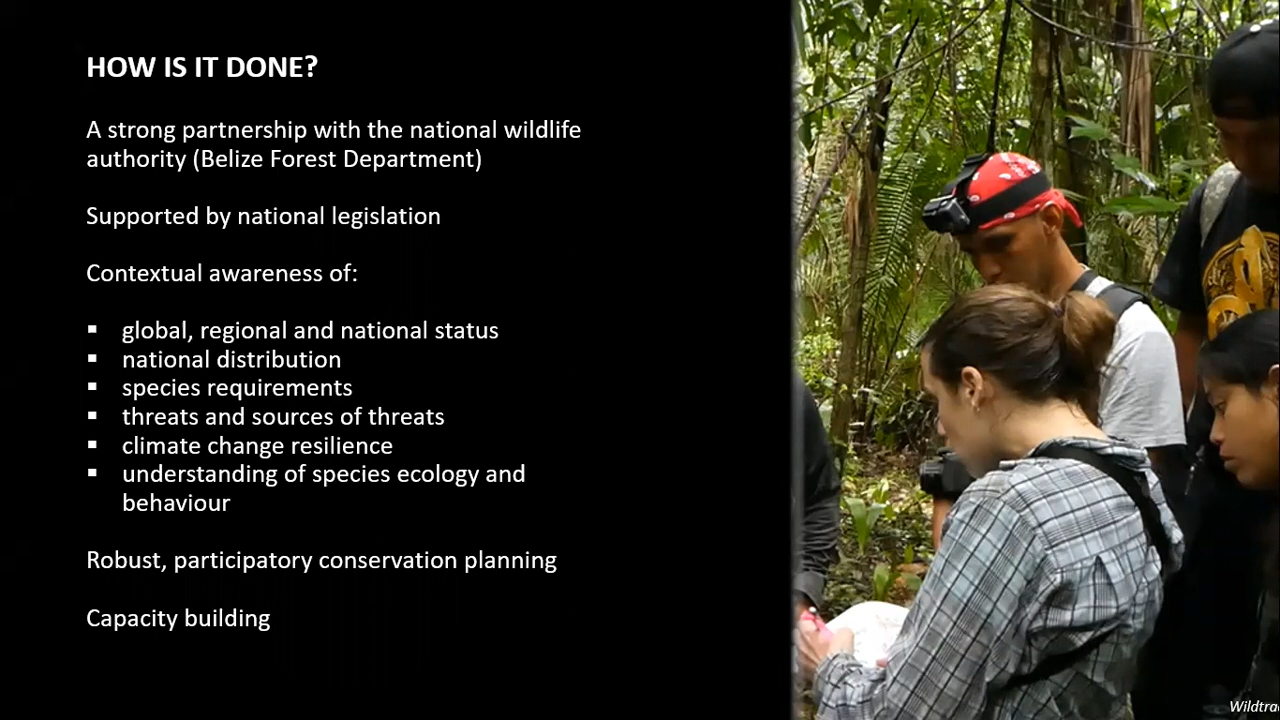 HOW IS IT DONE?
A strong partnership with the national wildlife
authority (Belize Forest Department)
Supported by national legislation
Contextual awareness of:
▪ global, regional and national status
▪ national distribution
▪ species requirements
▪ threats and sources of threats
▪ climate change resilience
▪ understanding of species ecology and
behaviour
Robust, participatory conservation planning
Capacity building